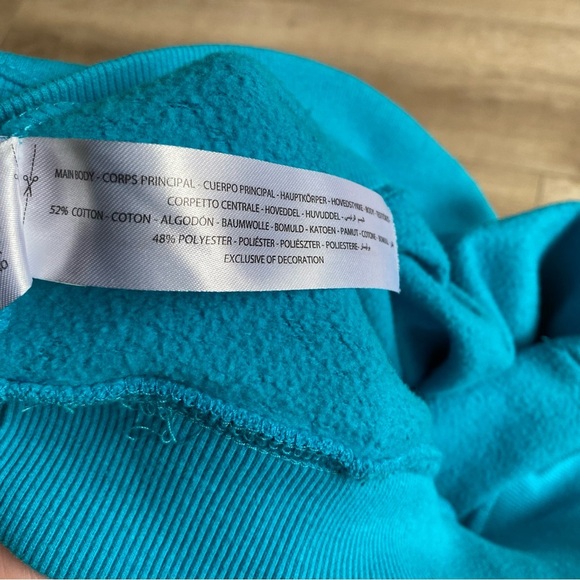 MAIN BODY - CORPS PRINCIPAL - CUERPO PRINCIPAL - HAUPTKÖRPER - HOVEDSTYKKE - BODY -
CORPETTO CENTRALE - HOVEDDEL - HUVUDDEL -
52% COTTON - COTON - ALGODÓN - BAUMWOLLE - BOMULD - KATOEN - PAMUT - COTONE -
48% POLYESTER - POLIÉSTER - POLIÉSZTER - POLIESTERE -
EXCLUSIVE OF DECORATION